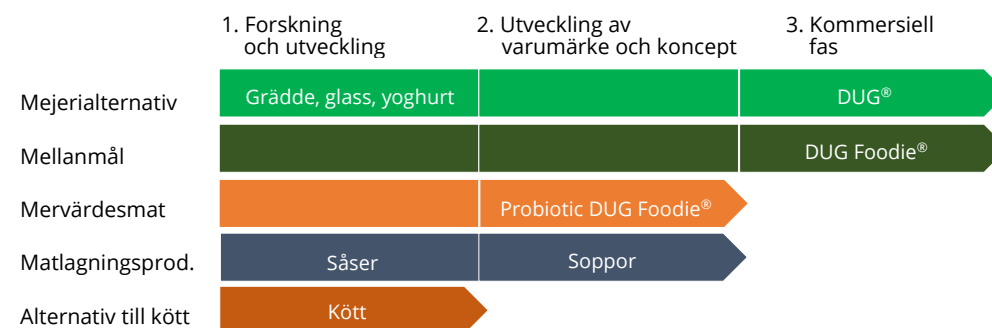 1. Forskning
och utveckling
2. Utveckling av
varumärke och koncept
3. Kommersiell
fas
Mejerialternativ
Grädde, glass, yoghurt
DUG®
Mellanmål
DUG Foodie®
Mervärdesmat
Probiotic DUG Foodie®
Matlagningsprod.
Såser
Soppor
Alternativ till kött
Kött